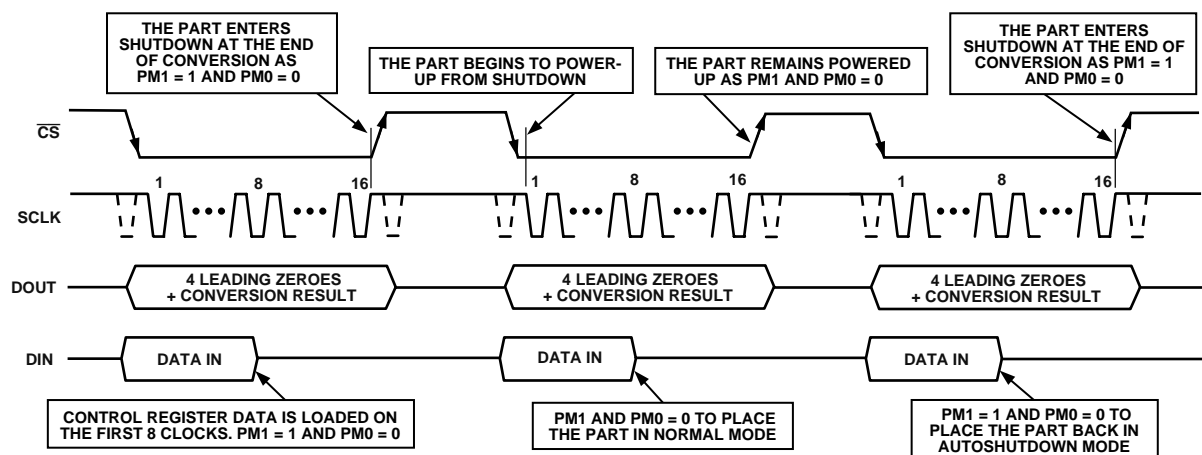 THE PART ENTERS
SHUTDOWN AT THE END
OF CONVERSION AS
PM1 = 1 AND PM0 = 0
THE PART BEGINS TO POWER-
UP FROM SHUTDOWN
THE PART REMAINS POWERED
UP AS PM1 AND PM0 = 0
THE PART ENTERS
SHUTDOWN AT THE END OF
CONVERSION AS PM1 = 1
AND PM0 = 0
CS
1 8 16 1 8 16 1 8 16
SCLK
DOUT
4 LEADING ZEROES
+ CONVERSION RESULT
4 LEADING ZEROES
+ CONVERSION RESULT
4 LEADING ZEROES
+ CONVERSION RESULT
DIN
DATA IN
DATA IN
DATA IN
CONTROL REGISTER DATA IS LOADED ON
THE FIRST 8 CLOCKS. PM1 = 1 AND PM0 = 0
PM1 AND PM0 = 0 TO PLACE
THE PART IN NORMAL MODE
PM1 = 1 AND PM0 = 0 TO
PLACE THE PART BACK IN
AUTOSHUTDOWN MODE